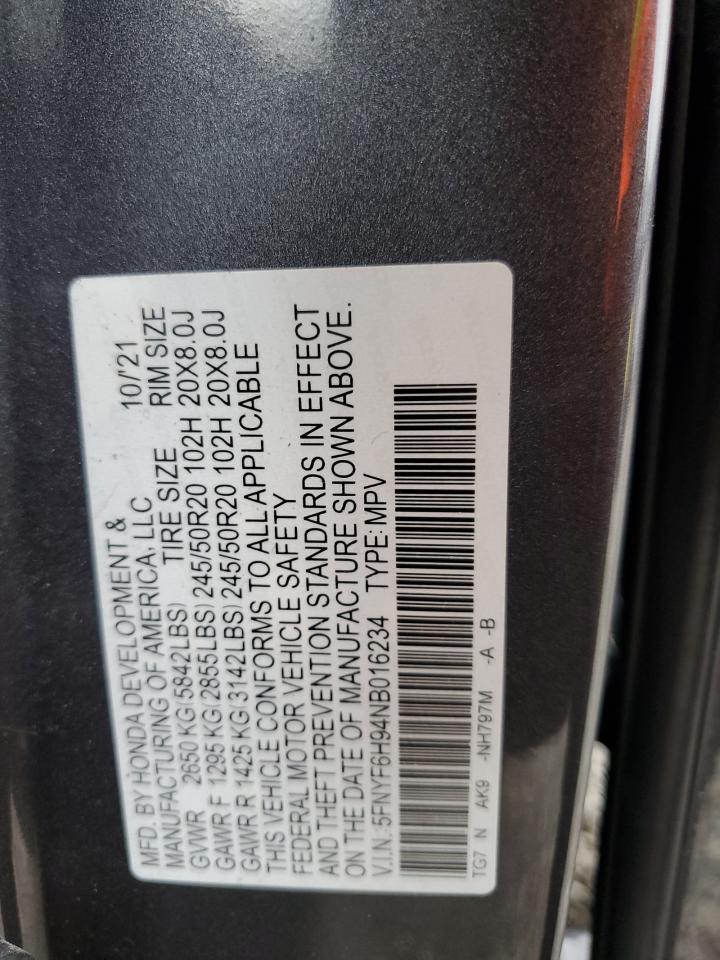 MFD. BY HONDA DEVELOPMENT & 10/'21
MANUFACTURING OF AMERICA, LLC
TIRE SIZE RIM SIZE
GVWR 2650 KG(5842LBS)
GAWR F 1295 KG(2855LBS) 245/50R20 102H 20X8.0J
GAWR R 1425 KG(3142LBS) 245/50R20 102H 20X8.0J
THIS VEHICLE CONFORMS TO ALL APPLICABLE
FEDERAL MOTOR VEHICLE SAFETY
AND THEFT PREVENTION STANDARDS IN EFFECT
ON THE DATE OF MANUFACTURE SHOWN ABOVE.
V.I.N.:5FNYF6H94NB016234 TYPE:MPV
TG7 N AK9 -NH797M -A -B